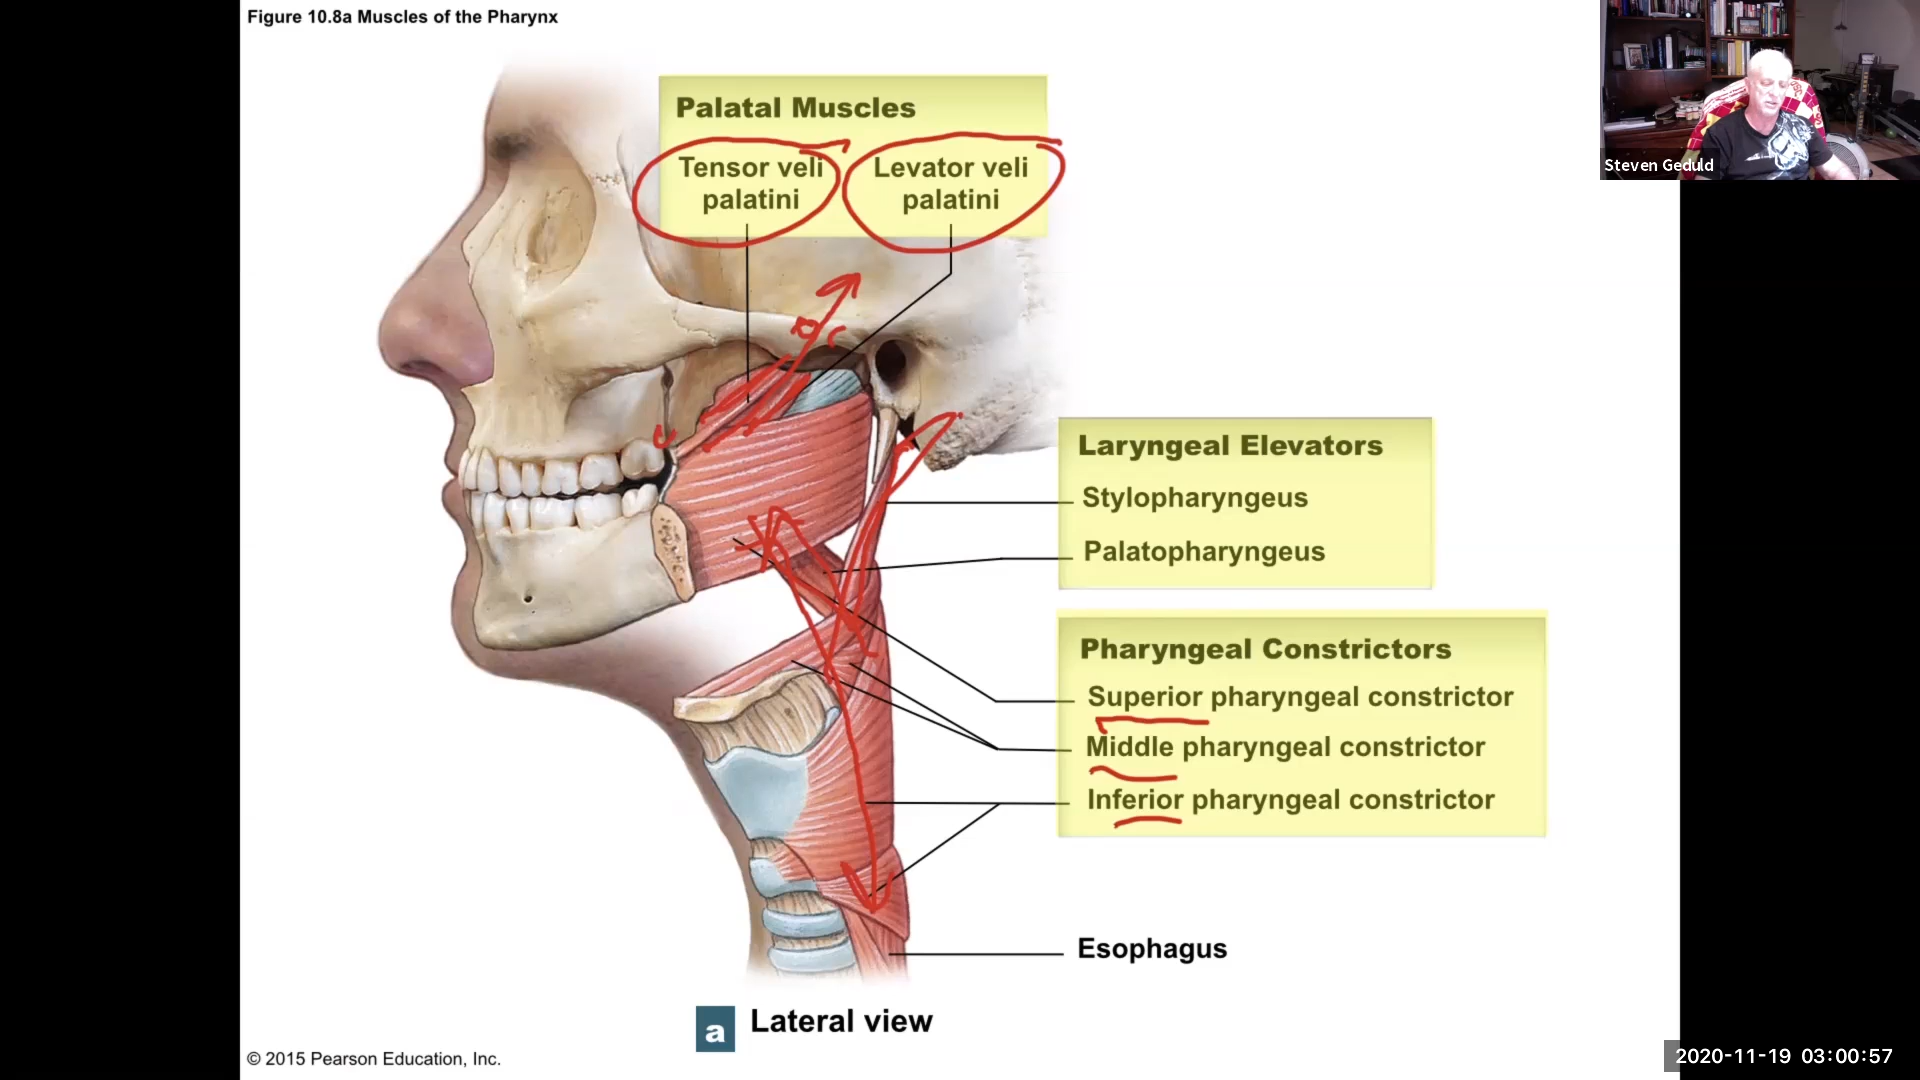 Figure 10.8a Muscles of the Pharynx
Palatal Muscles
Tensor veli palatini
Levator veli palatini
Steven Geduld
Laryngeal Elevators
Stylopharyngeus
Palatopharyngeus
Pharyngeal Constrictors
Superior pharyngeal constrictor
Middle pharyngeal constrictor
Inferior pharyngeal constrictor
Esophagus
a Lateral view
© 2015 Pearson Education, Inc.
2020-11-19 03:00:57